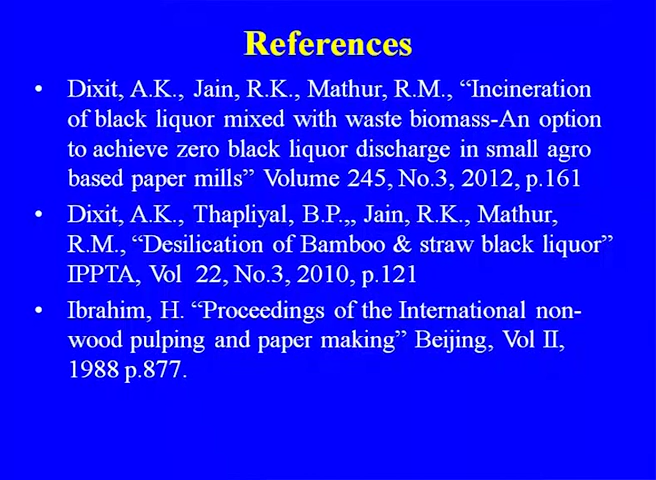 References
• Dixit, A.K., Jain, R.K., Mathur, R.M., “Incineration
of black liquor mixed with waste biomass-An option
to achieve zero black liquor discharge in small agro
based paper mills” Volume 245, No.3, 2012, p.161
• Dixit, A.K., Thapliyal, B.P.,, Jain, R.K., Mathur,
R.M., “Desilication of Bamboo & straw black liquor”
IPPTA, Vol 22, No.3, 2010, p.121
• Ibrahim, H. “Proceedings of the International non-
wood pulping and paper making” Beijing, Vol II,
1988 p.877.